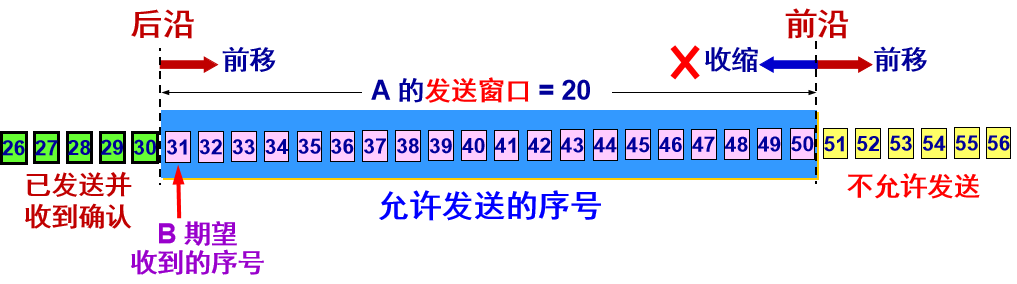 后沿
前沿
前移
收缩
前移
A 的发送窗口 = 20
26 27 28 29 30 31 32 33 34 35 36 37 38 39 40 41 42 43 44 45 46 47 48 49 50 51 52 53 54 55 56
已发送并
收到确认
允许发送的序号
不允许发送
B 期望
收到的序号